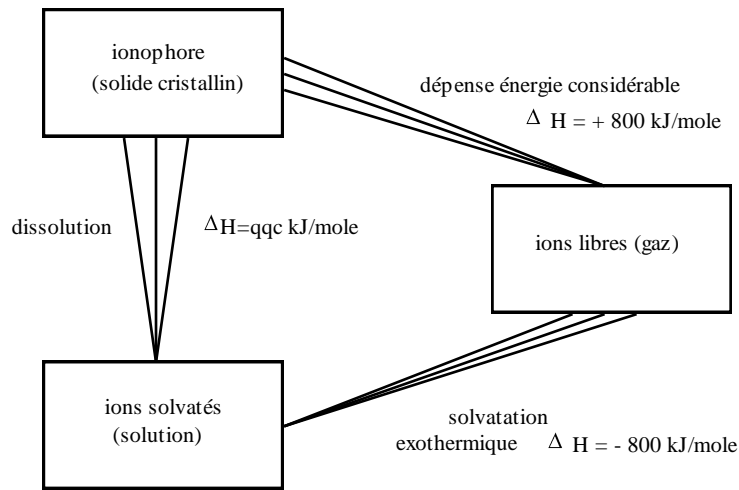 ionophore
(solide cristallin)
dépense énergie considérable
Δ H = + 800 kJ/mole
dissolution
ΔH=qqc kJ/mole
ions libres (gaz)
ions solvatés
(solution)
solvatation
exothermique Δ H = - 800 kJ/mole